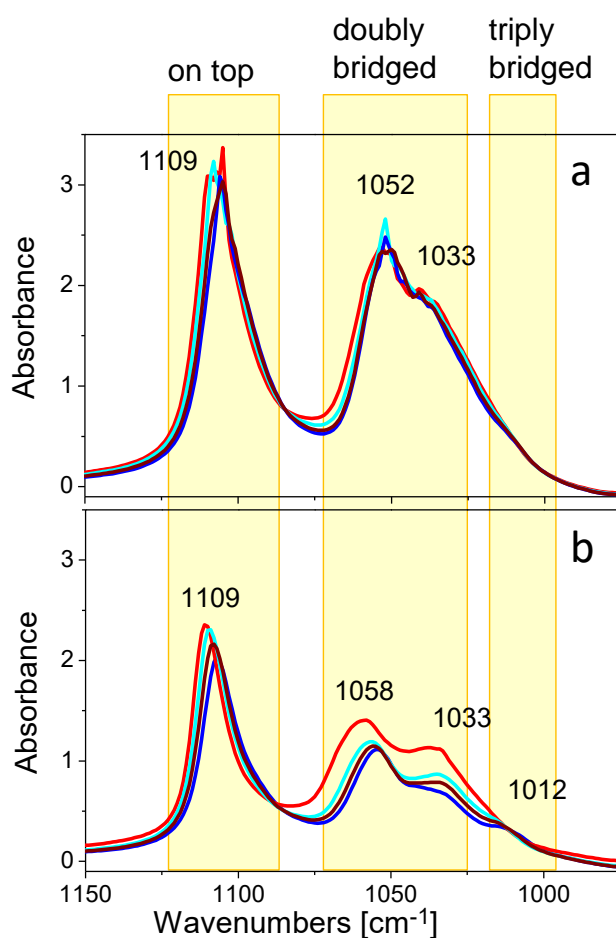 on top
doubly
bridged
triply
bridged
a
1109
1052
1033
3
2
1
0
Absorbance
b
1109
1058
1033
1012
3
2
1
0
Absorbance
1150
1100
1050
1000
Wavenumbers [cm-1]